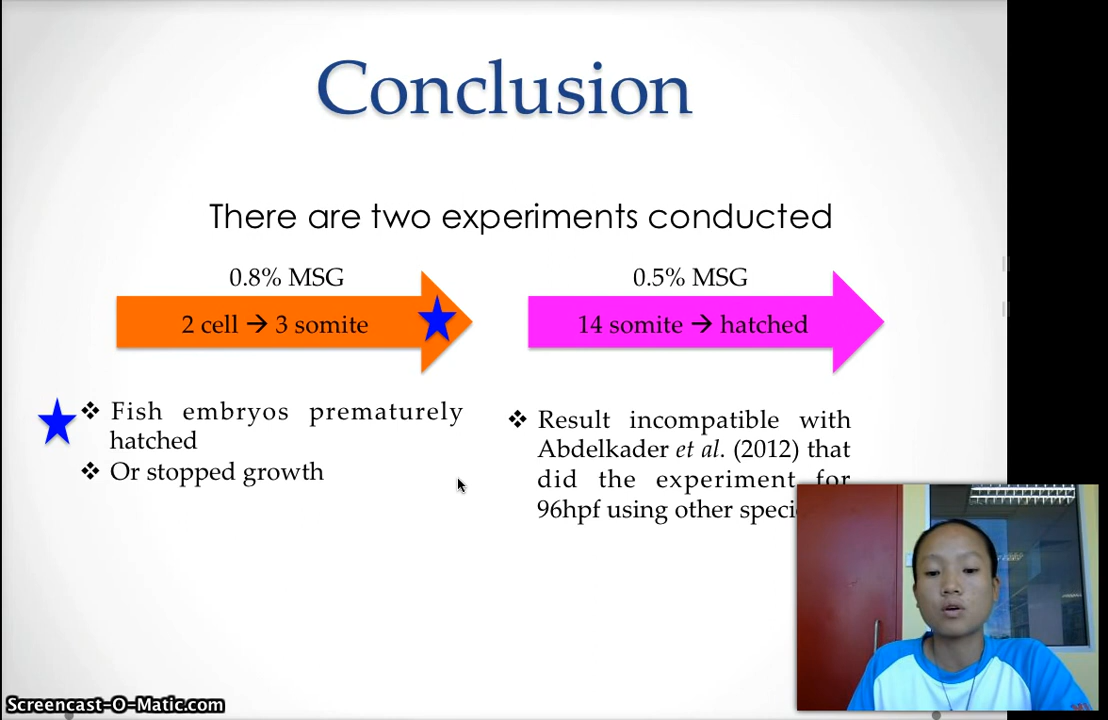 Conclusion
There are two experiments conducted
0.8% MSG
2 cell → 3 somite
❖ Fish embryos prematurely
hatched
❖ Or stopped growth
0.5% MSG
14 somite → hatched
❖ Result incompatible with
Abdelkader et al. (2012) that
did the experiment for
96hpf using other
Screencast-O-Matic.com